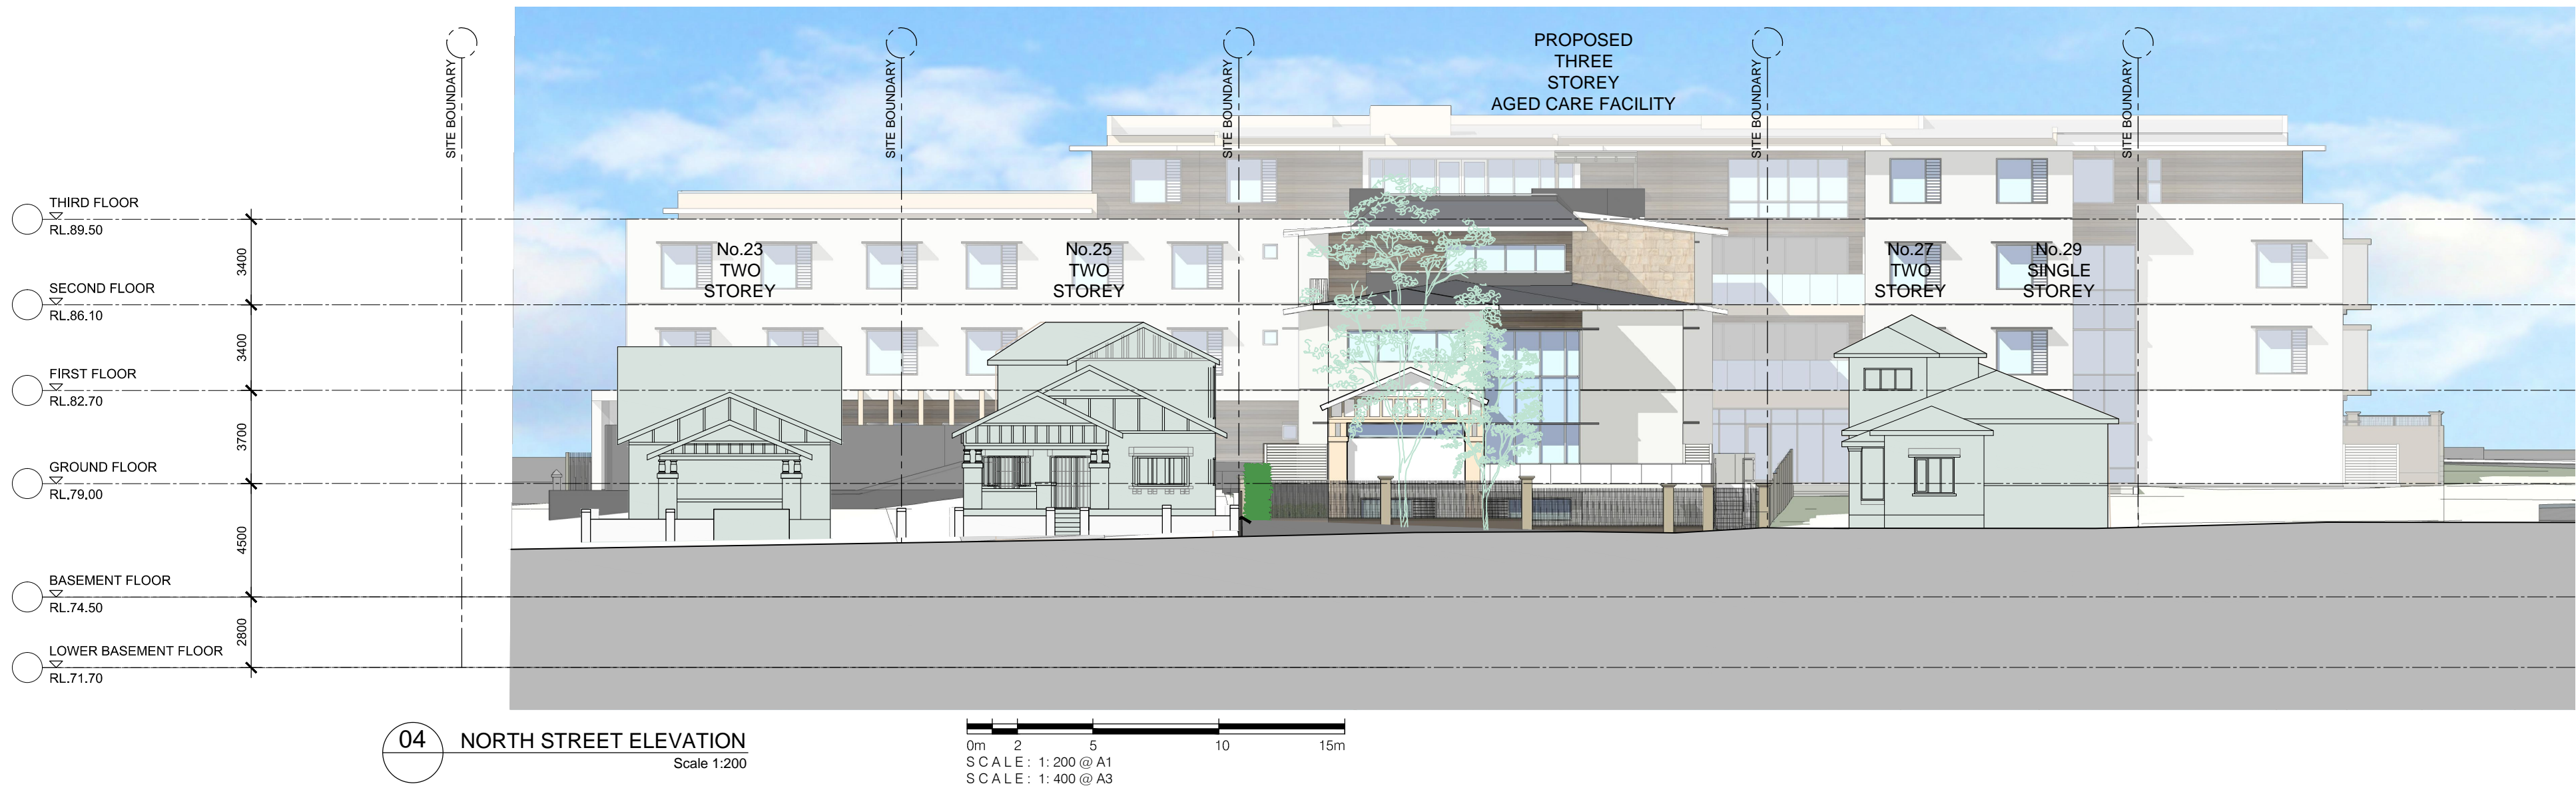 PROPOSED
THREE
STOREY
AGED CARE FACILITY
SITE BOUNDARY
SITE BOUNDARY
SITE BOUNDARY
SITE BOUNDARY
SITE BOUNDARY
THIRD FLOOR
RL.89.50
3400
SECOND FLOOR
RL.86.10
3400
FIRST FLOOR
RL.82.70
3700
GROUND FLOOR
RL.79.00
4500
BASEMENT FLOOR
RL.74.50
2800
LOWER BASEMENT FLOOR
RL.71.70
No.23
TWO
STOREY
No.25
TWO
STOREY
No.27
TWO
STOREY
No.29
SINGLE
STOREY
04 NORTH STREET ELEVATION
Scale 1:200
0m 2 5 10 15m
SCALE: 1: 200 @ A1
SCALE: 1: 400 @ A3